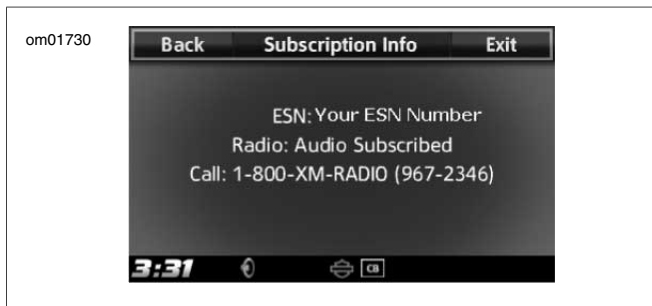 om01730
Back Subscription Info Exit
ESN: Your ESN Number
Radio: Audio Subscribed
Call: 1-800-XM-RADIO (967-2346)
3:31 CB